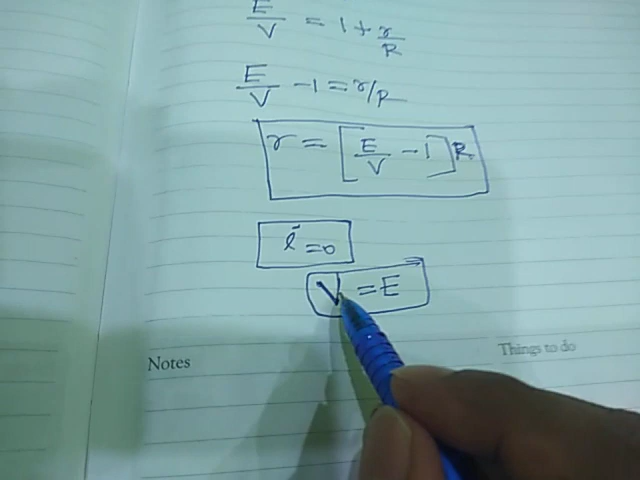 E/V = 1 + r/R
E/V - 1 = r/R
r = [E/V - 1] R
i = 0
V = E
Notes
Things to do